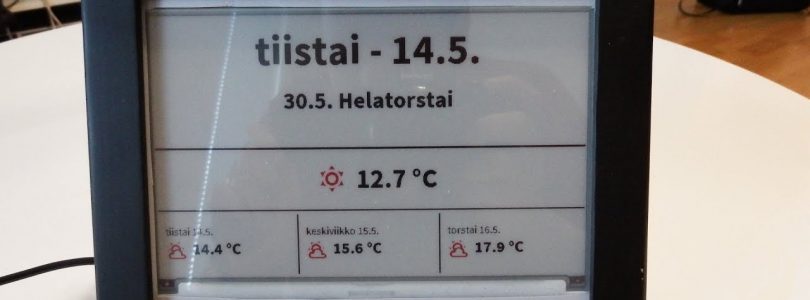 tiistai - 14.5.
30.5. Helatorstai
12.7 °C
tiistai 14.5.
14.4 °C
keskiviikko 15.5.
15.6 °C
torstai 16.5.
17.9 °C